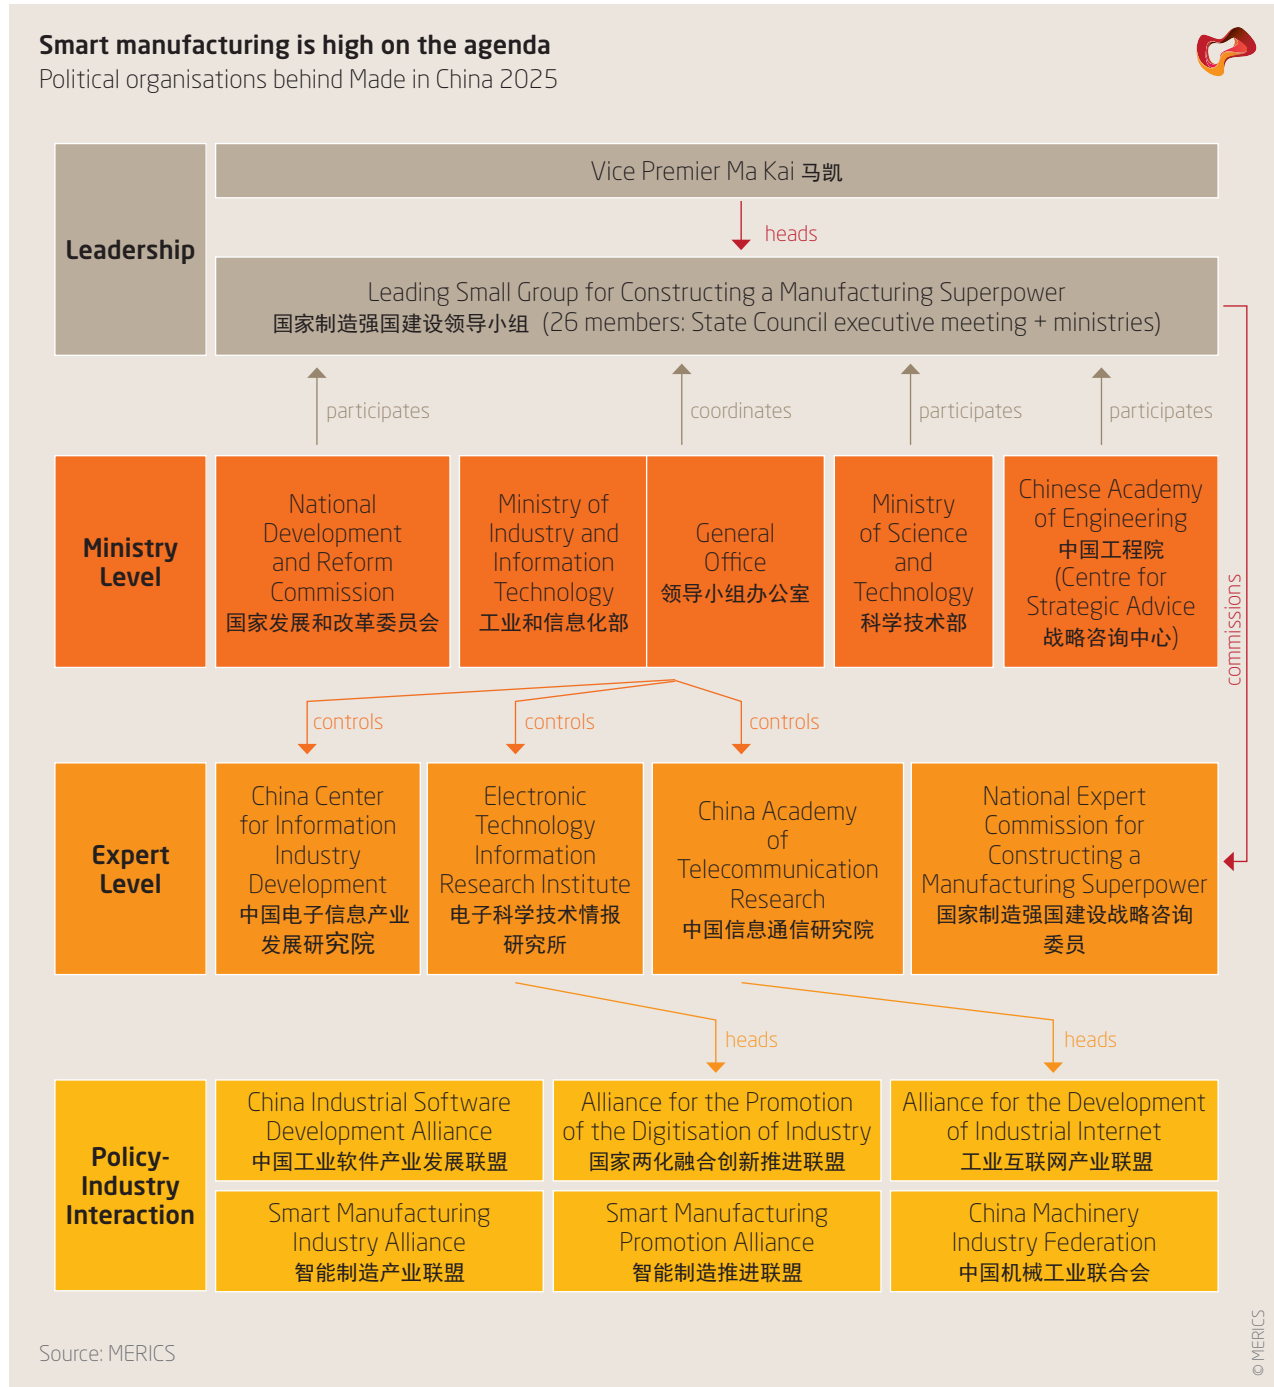 Smart manufacturing is high on the agenda
Political organisations behind Made in China 2025
Leadership
Vice Premier Ma Kai 马凯
heads
Leading Small Group for Constructing a Manufacturing Superpower
国家制造强国建设领导小组 (26 members: State Council executive meeting + ministries)
participates
coordinates
participates
participates
commissions
Ministry
Level
National
Development
and Reform
Commission
国家发展和改革委员会
Ministry of
Industry and
Information
Technology
工业和信息化部
General
Office
领导小组办公室
Ministry
of Science
and
Technology
科学技术部
Chinese Academy
of Engineering
中国工程院
(Centre for
Strategic Advice
战略咨询中心)
controls
controls
controls
Expert
Level
China Center
for Information
Industry
Development
中国电子信息产业
发展研究院
Electronic
Technology
Information
Research Institute
电子科学技术情报
研究所
China Academy
of
Telecommunication
Research
中国信息通信研究院
National Expert
Commission for
Constructing a
Manufacturing Superpower
国家制造强国建设战略咨询
委员
heads
heads
Policy-
Industry
Interaction
China Industrial Software
Development Alliance
中国工业软件产业发展联盟
Alliance for the Promotion
of the Digitisation of Industry
国家两化融合创新推进联盟
Alliance for the Development
of Industrial Internet
工业互联网产业联盟
Smart Manufacturing
Industry Alliance
智能制造产业联盟
Smart Manufacturing
Promotion Alliance
智能制造推进联盟
China Machinery
Industry Federation
中国机械工业联合会
Source: MERICS
© MERICS